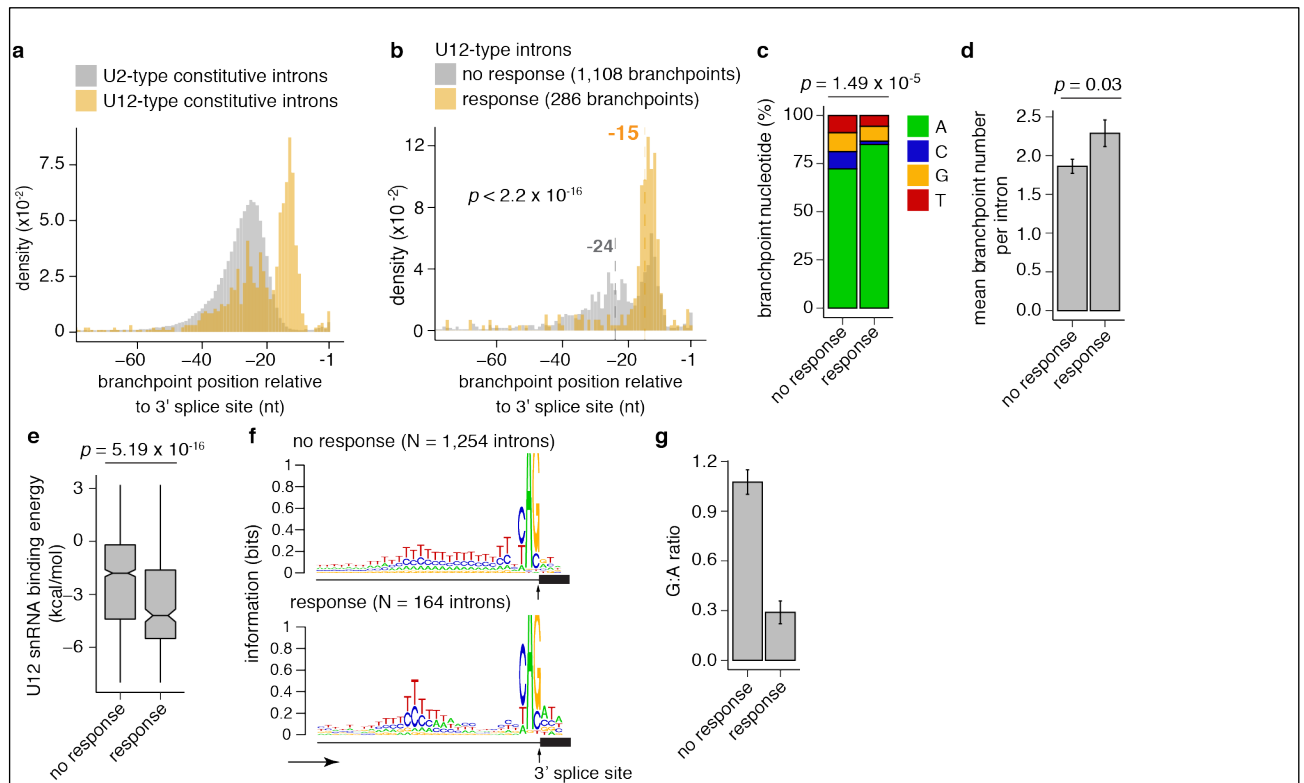 a
U2-type constitutive introns
U12-type constitutive introns
density (x10-2)
7.5
5.0
2.5
0
−60
−40
−20
-1
branchpoint position relative
to 3' splice site (nt)
b
U12-type introns
no response (1,108 branchpoints)
response (286 branchpoints)
-15
p < 2.2 x 10-16
-24
density (x10-2)
12
8
4
0
−60
−40
−20
-1
branchpoint position relative
to 3' splice site (nt)
c
p = 1.49 x 10-5
branchpoint nucleotide (%)
100
75
50
25
0
A
C
G
T
no response
response
d
p = 0.03
mean branchpoint number
per intron
2.5
2.0
1.5
1.0
0.5
0.0
no response
response
e
p = 5.19 x 10-16
U12 snRNA binding energy
(kcal/mol)
3
0
−3
−6
no response
response
f
no response (N = 1,254 introns)
information (bits)
1
0.8
0.6
0.4
0.2
0
response (N = 164 introns)
1
0.8
0.6
0.4
0.2
0
3' splice site
g
G:A ratio
1.2
0.9
0.6
0.3
0.0
no response
response